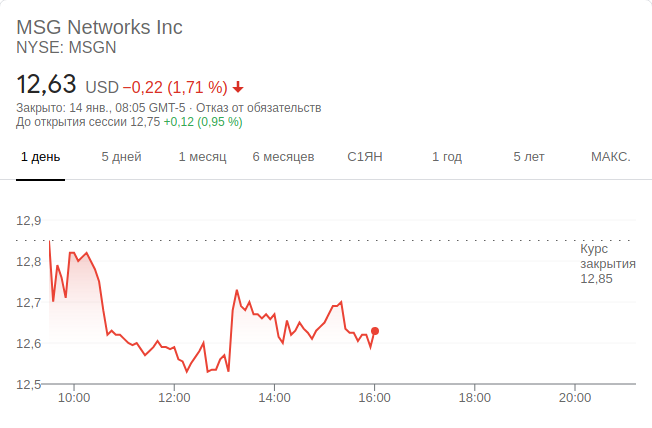 MSG Networks Inc
NYSE: MSGN
12,63 USD −0,22 (1,71 %)
Закрыто: 14 янв., 08:05 GMT-5 · Отказ от обязательств
До открытия сессии 12,75 +0,12 (0,95 %)
1 день 5 дней 1 месяц 6 месяцев С1ЯН 1 год 5 лет МАКС.
12,9
Курс
закрытия
12,85
12,8
12,7
12,6
12,5
10:00 12:00 14:00 16:00 18:00 20:00